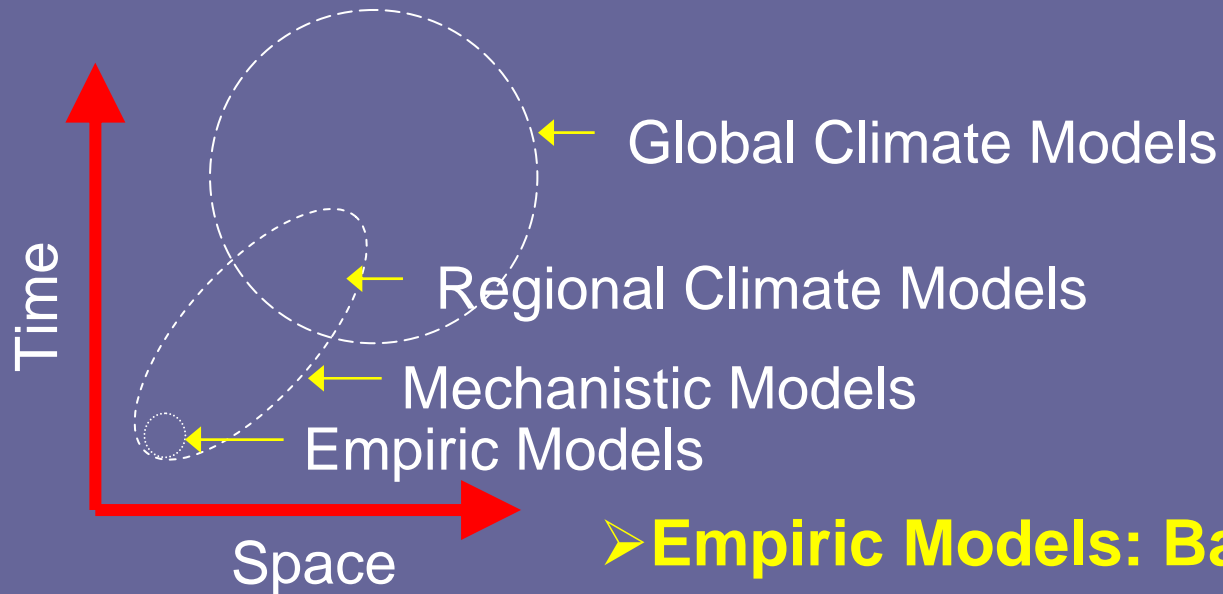 Global Climate Models
Time
Regional Climate Models
Mechanistic Models
Empiric Models
Space
➢Empiric Models: Ba